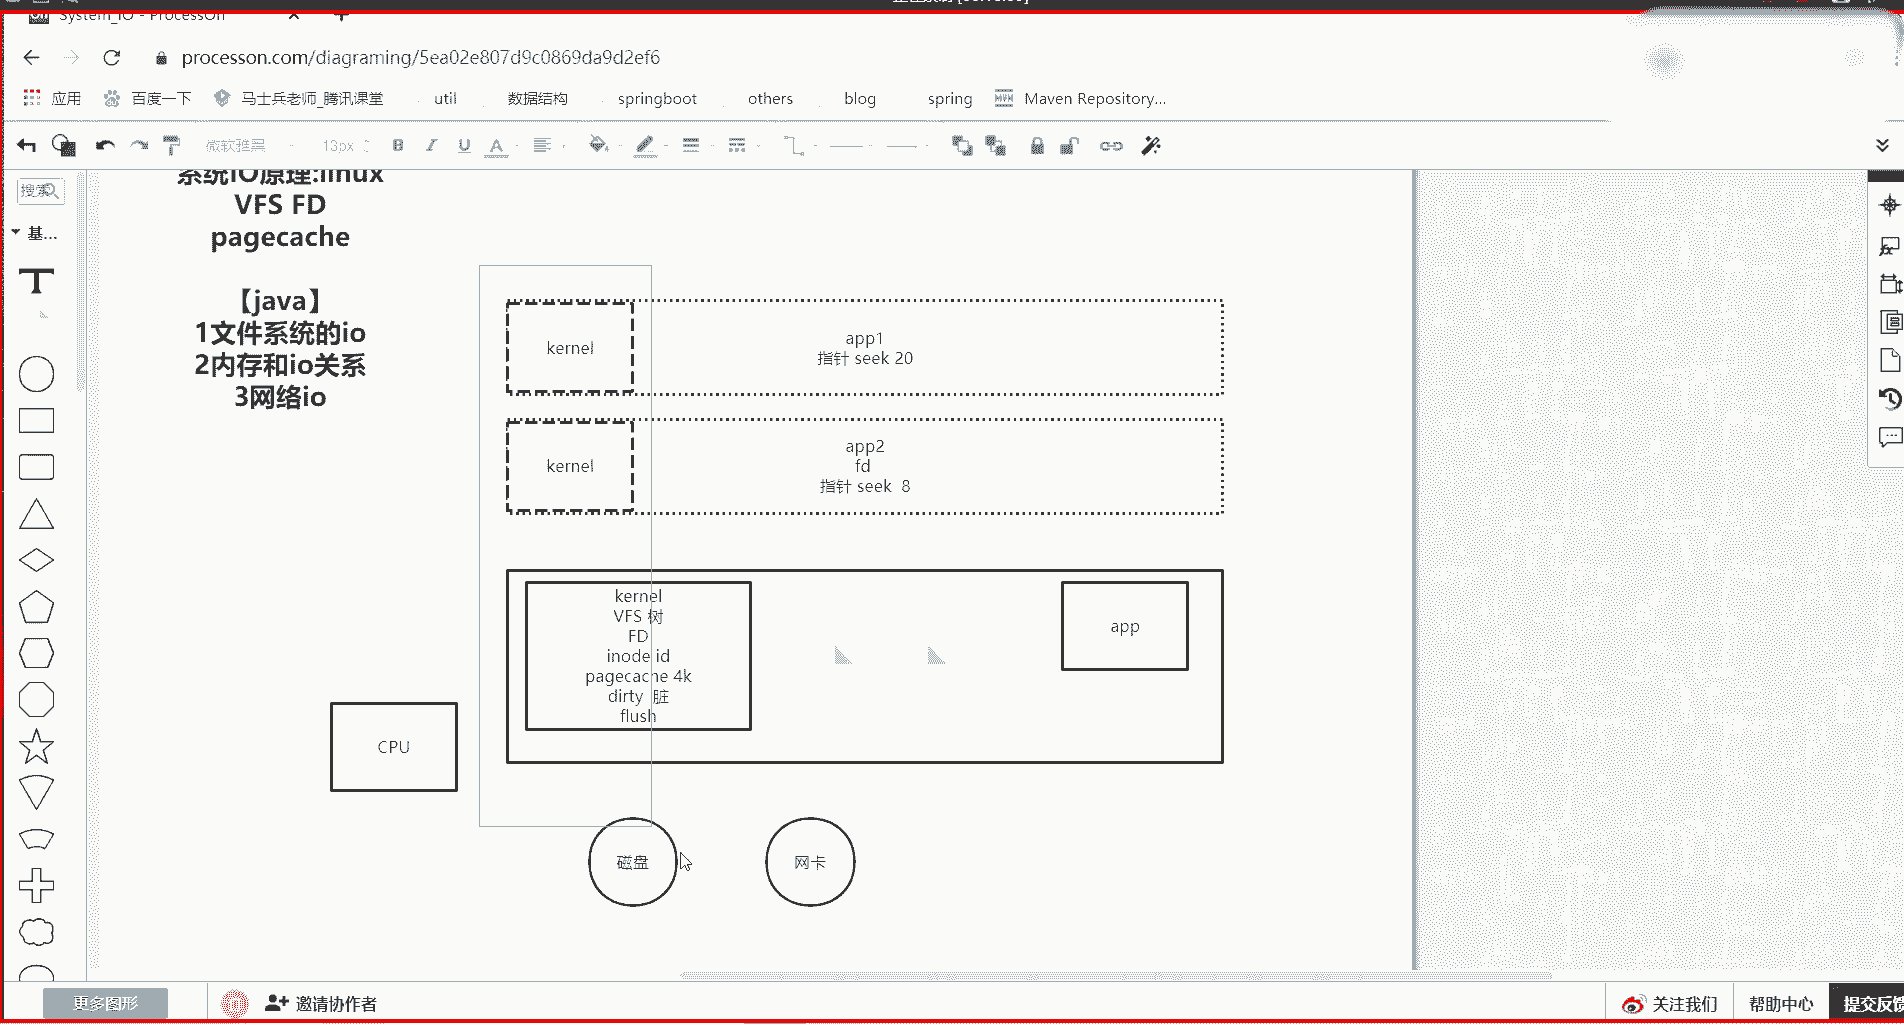 System_IO - ProcessOn
processon.com/diagraming/5ea02e807d9c0869da9d2ef6
应用
百度一下
马士兵老师_腾讯课堂
util
数据结构
springboot
others
blog
spring
Maven Repository...
微软雅黑
13px
B
I
U
A
搜索
基...
T
系统IO原理:linux
VFS FD
pagecache
【java】
1文件系统的io
2内存和io关系
3网络io
kernel
app1
指针 seek 20
kernel
app2
fd
指针 seek 8
kernel
VFS 树
FD
inode id
pagecache 4k
dirty 脏
flush
app
CPU
磁盘
网卡
更多图形
邀请协作者
关注我们
帮助中心
提交反馈